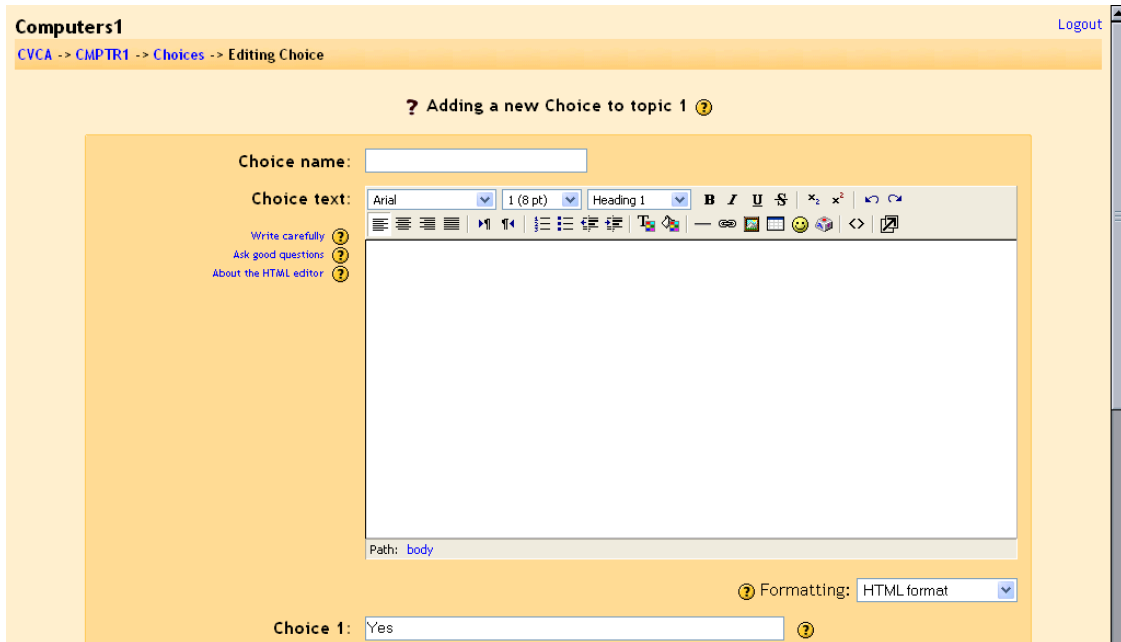 Computers1
Logout
CVCA -> CMPTR1 -> Choices -> Editing Choice
? Adding a new Choice to topic 1 ?
Choice name:
Choice text:
Arial 1 (8 pt) Heading 1 B I U S x₂ x²
Write carefully ?
Ask good questions ?
About the HTML editor ?
Path: body
? Formatting: HTML format
Choice 1: Yes ?